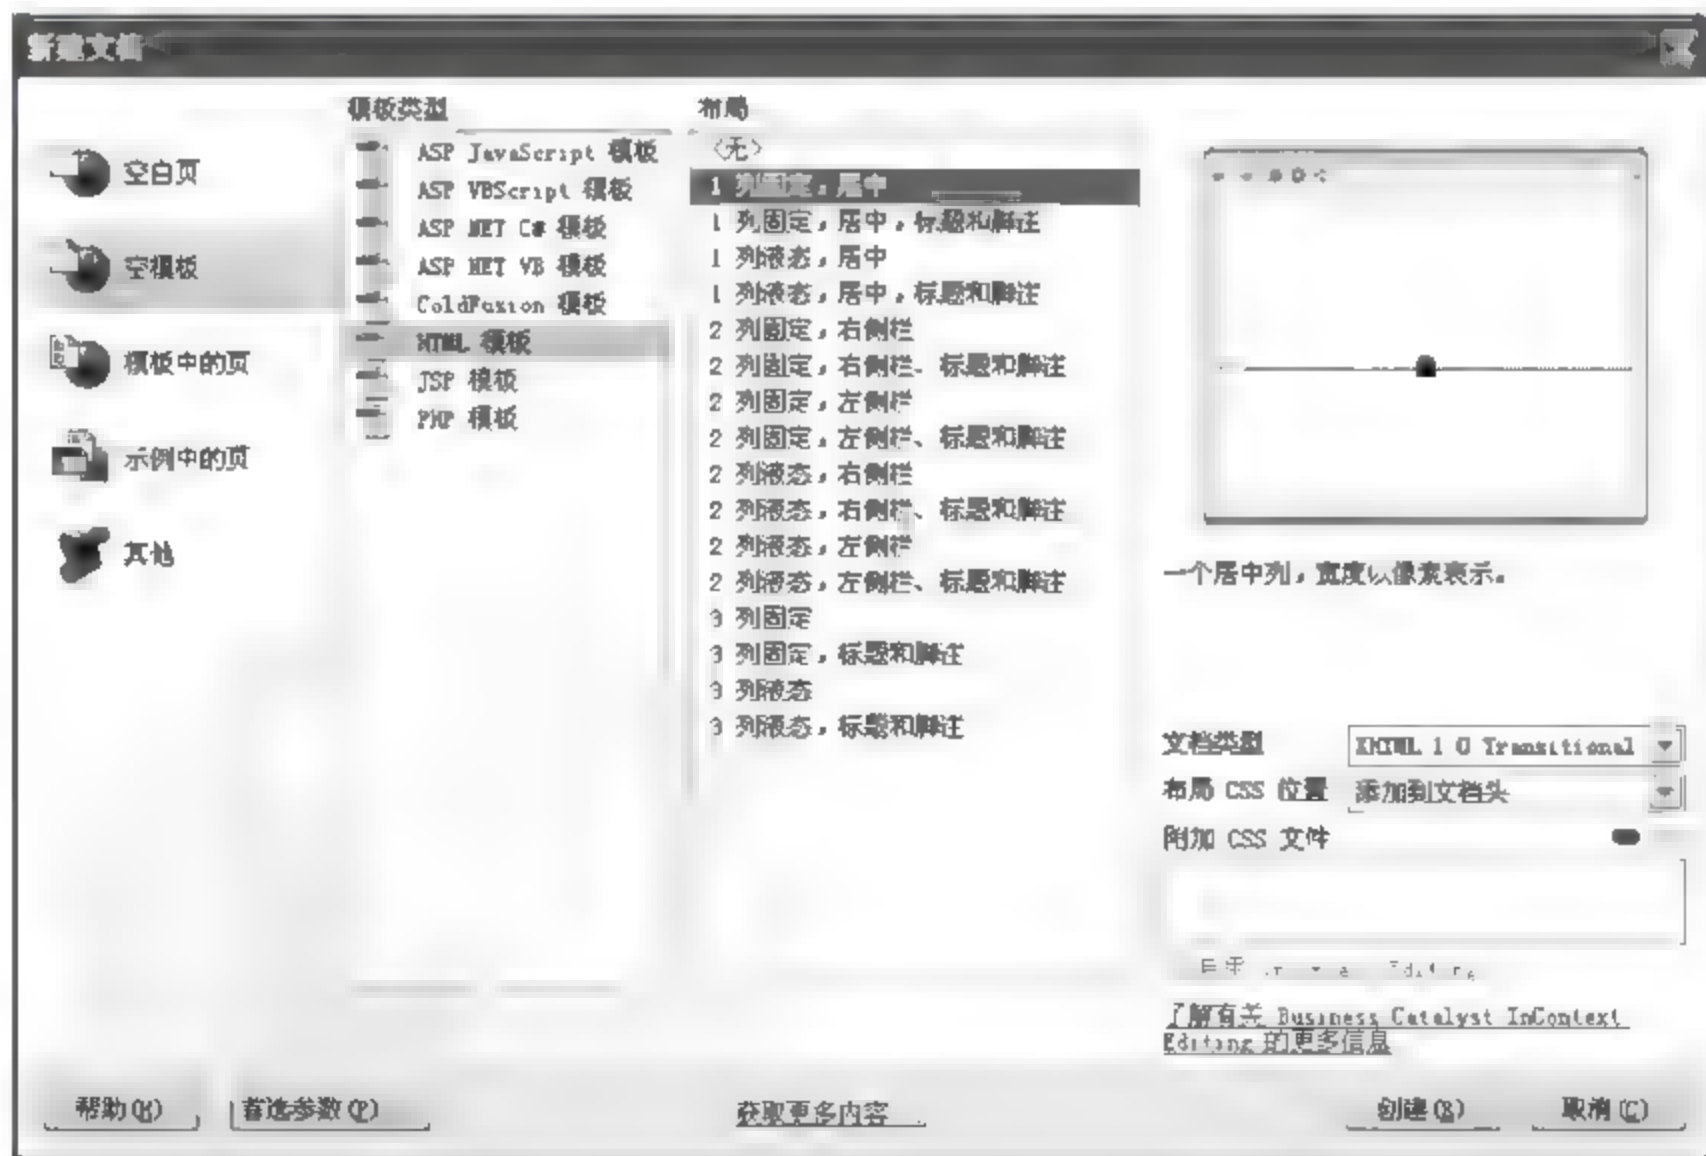 新建文档
空白页
空模板
模板中的页
示例中的页
其他
模板类型
ASP JavaScript 模板
ASP VBScript 模板
ASP NET C# 模板
ASP NET VB 模板
ColdFusion 模板
HTML 模板
JSP 模板
PHP 模板
布局
<无>
1 列固定，居中
1 列固定，居中，标题和脚注
1 列液态，居中
1 列液态，居中，标题和脚注
2 列固定，右侧栏
2 列固定，右侧栏、标题和脚注
2 列固定，左侧栏
2 列固定，左侧栏、标题和脚注
2 列液态，右侧栏
2 列液态，右侧栏、标题和脚注
2 列液态，左侧栏
2 列液态，左侧栏、标题和脚注
3 列固定
3 列固定，标题和脚注
3 列液态
3 列液态，标题和脚注
一个居中列，宽度以像素表示。
文档类型 XHTML 1 0 Transitional
布局 CSS 位置 添加到文档头
附加 CSS 文件
了解有关 Business Catalyst InContext
Editing 的更多信息
帮助(H) 首选参数(P) 获取更多内容 创建(R) 取消(C)